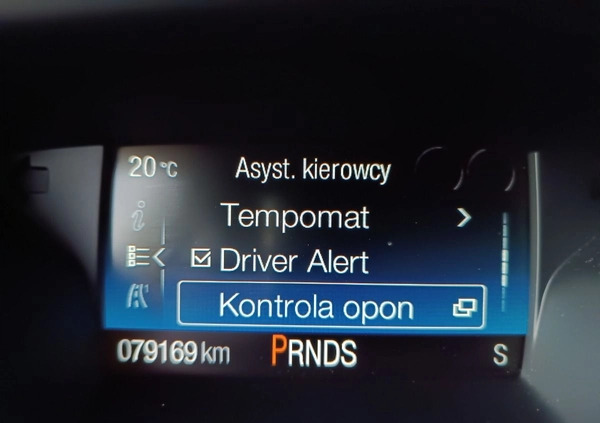 20 °C Asyst. kierowcy
Tempomat
Driver Alert
Kontrola opon
079169 km PRNDS S